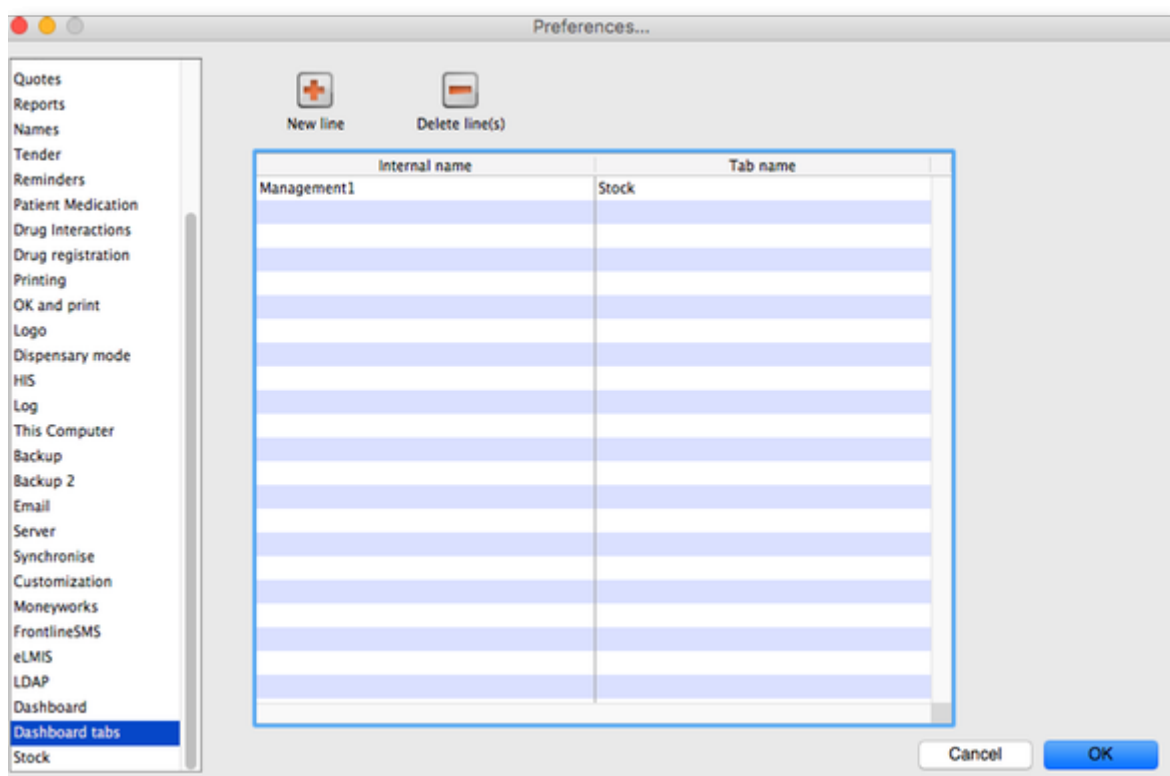 Preferences...
Quotes
Reports
Names
Tender
Reminders
Patient Medication
Drug Interactions
Drug registration
Printing
OK and print
Logo
Dispensary mode
HIS
Log
This Computer
Backup
Backup 2
Email
Server
Synchronise
Customization
Moneyworks
FrontlineSMS
eLMIS
LDAP
Dashboard
Dashboard tabs
Stock
New line Delete line(s)
Internal name Tab name
Management1 Stock
Cancel OK